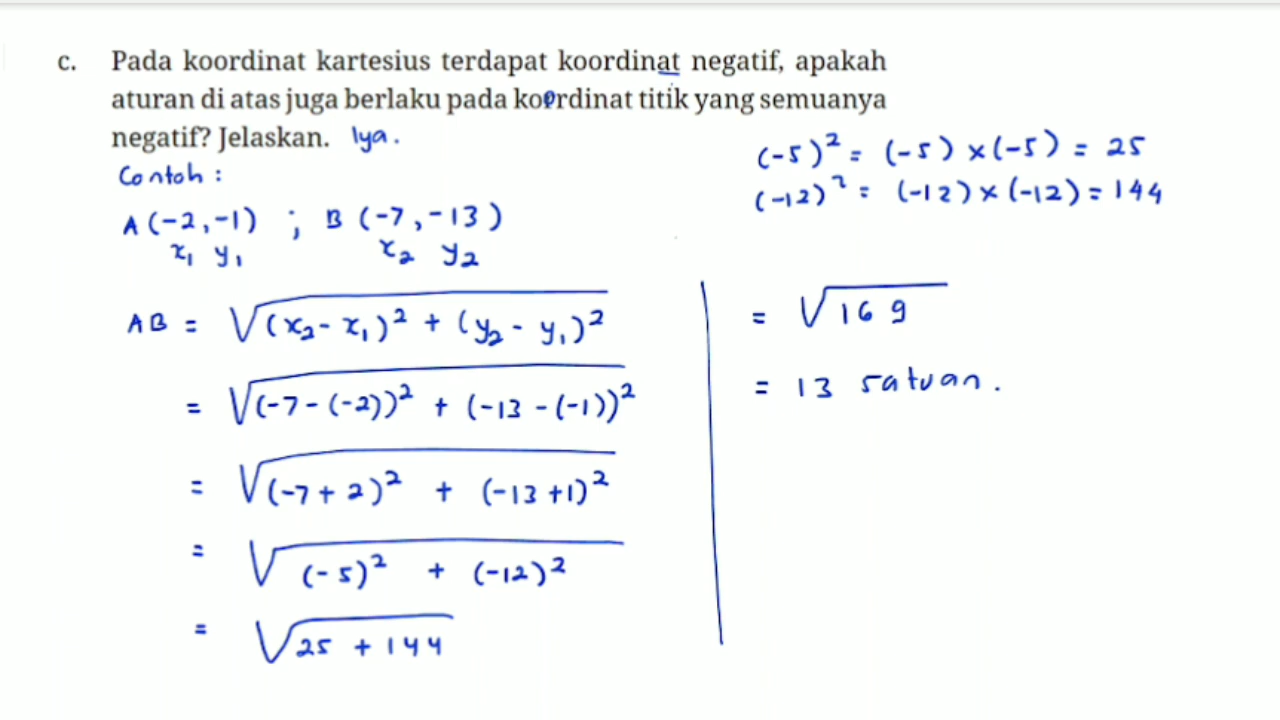 c. Pada koordinat kartesius terdapat koordinat negatif, apakah
aturan di atas juga berlaku pada koordinat titik yang semuanya
negatif? Jelaskan. Iya.
Contoh :
A (-2, -1) ; B (-7, -13)
x₁ y₁ x₂ y₂
AB = √((x₂ - x₁)² + (y₂ - y₁)²)
= √((-7 - (-2))² + (-13 - (-1))²)
= √((-7 + 2)² + (-13 + 1)²)
= √((-5)² + (-12)²)
= √(25 + 144)
(-5)² = (-5) × (-5) = 25
(-12)² = (-12) × (-12) = 144
= √169
= 13 satuan.